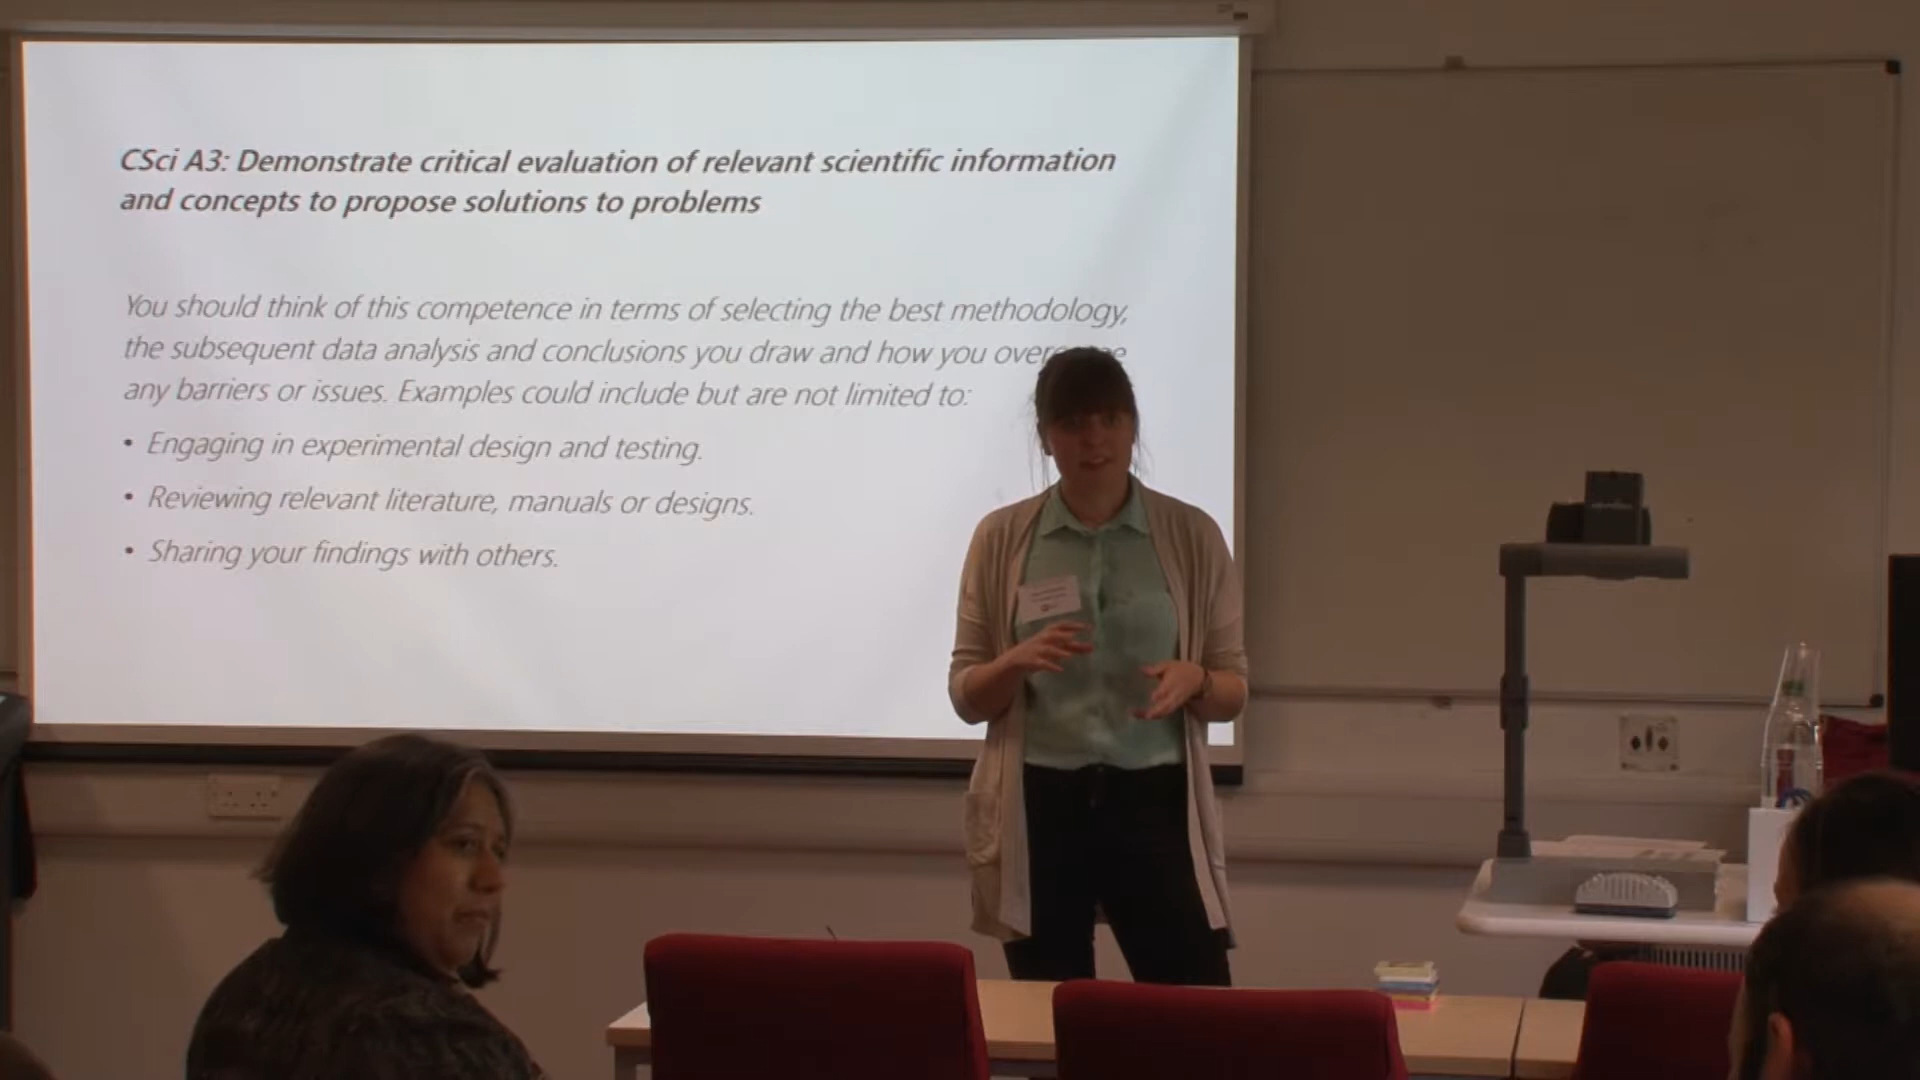 CSci A3: Demonstrate critical evaluation of relevant scientific information
and concepts to propose solutions to problems
You should think of this competence in terms of selecting the best methodology,
the subsequent data analysis and conclusions you draw and how you
any barriers or issues. Examples could include but are not limited to:
• Engaging in experimental design and testing.
• Reviewing relevant literature, manuals or designs.
• Sharing your findings with others.